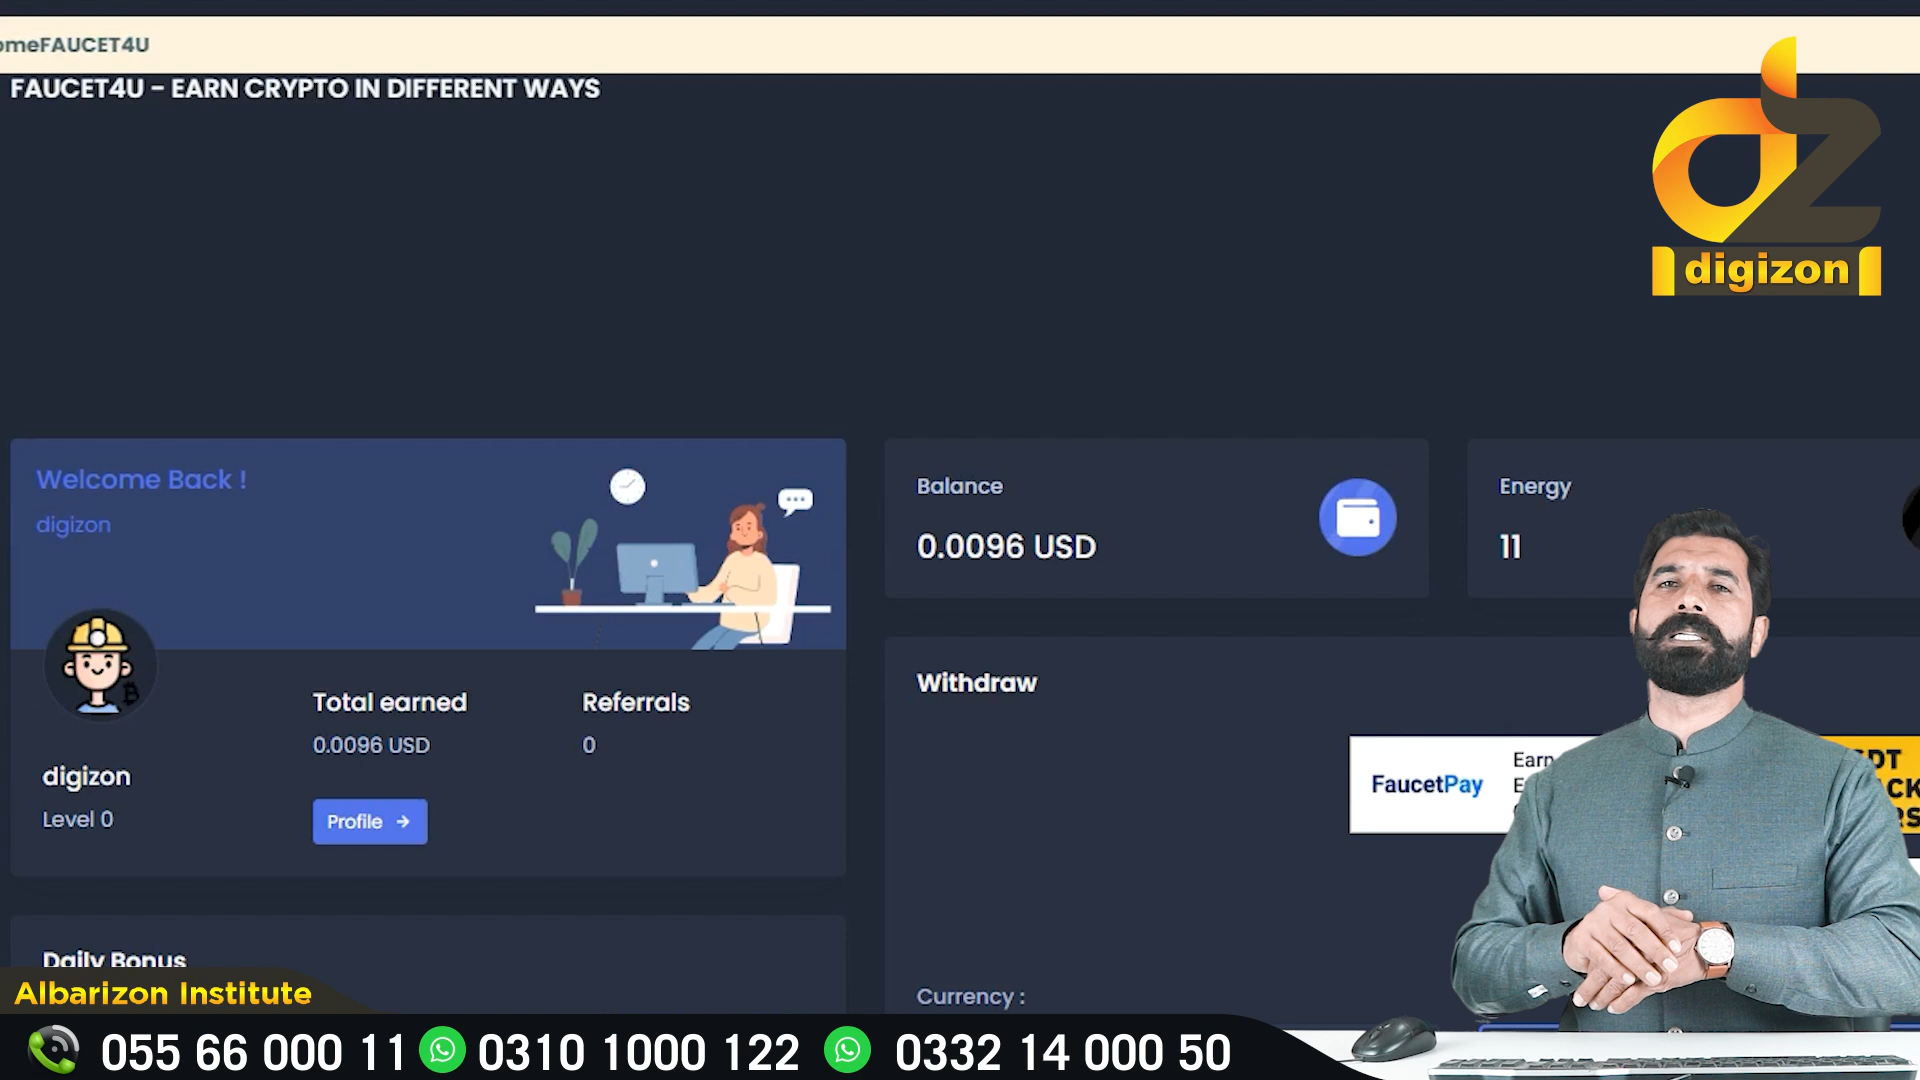 omeFAUCET4U
FAUCET4U - EARN CRYPTO IN DIFFERENT WAYS
digizon
Welcome Back !
digizon
Balance
0.0096 USD
Energy
11
Total earned
0.0096 USD
Referrals
0
digizon
Level 0
Profile
Withdraw
FaucetPay
Earn
Daily Bonus
Currency :
Albarizon Institute
055 66 000 11
0310 1000 122
0332 14 000 50